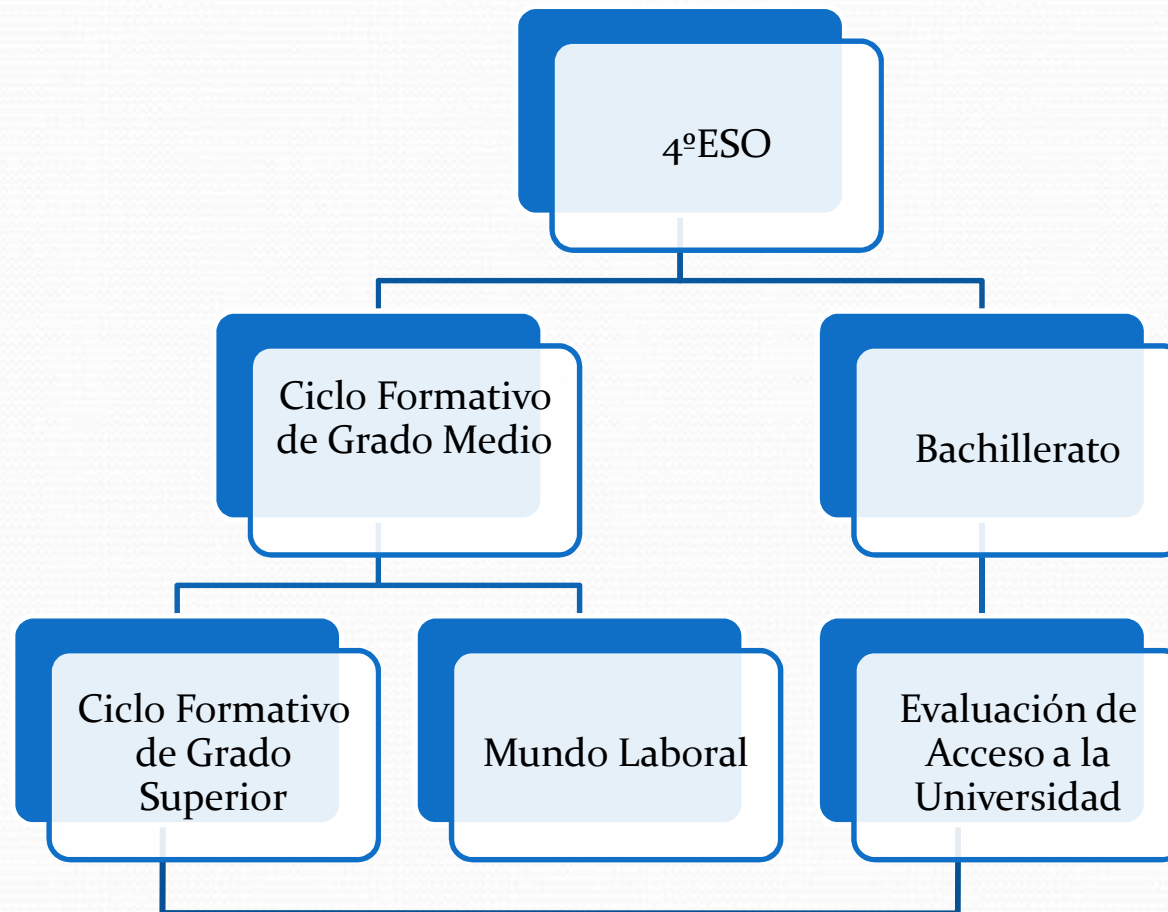 4ºESO
Ciclo Formativo
de Grado Medio
Bachillerato
Ciclo Formativo
de Grado
Superior
Mundo Laboral
Evaluación de
Acceso a la
Universidad